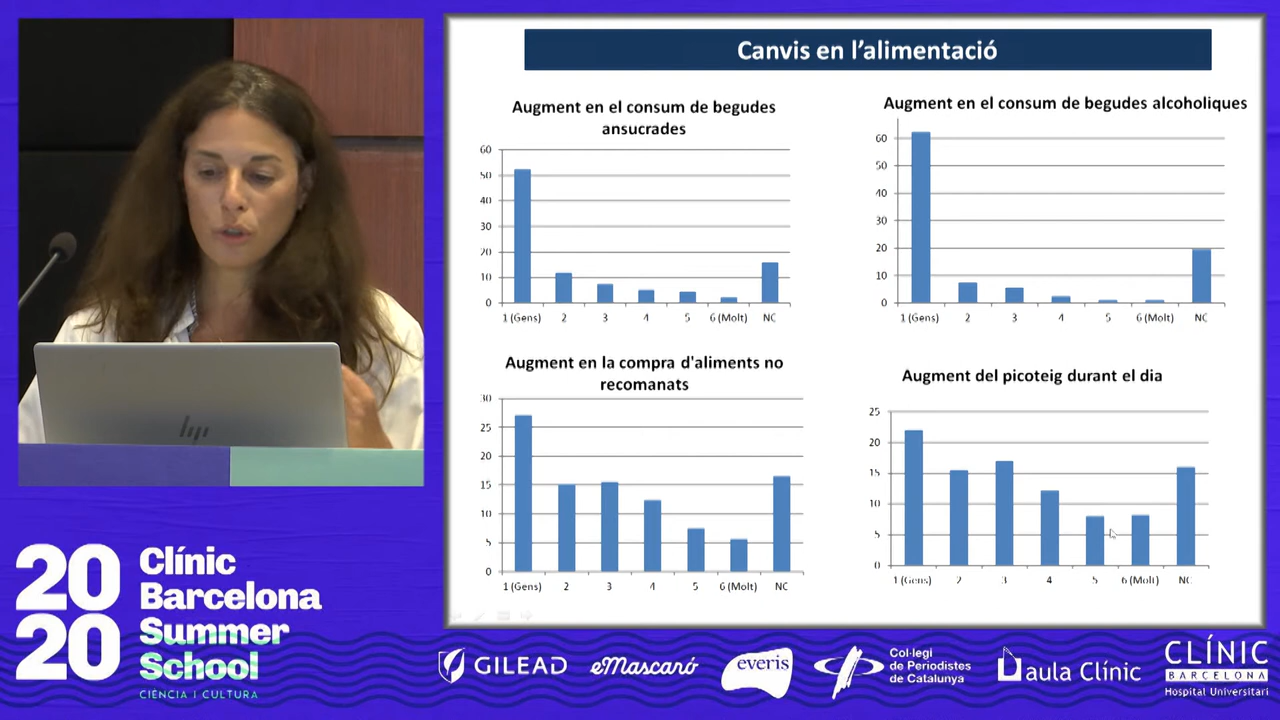 Canvis en l'alimentació
Augment en el consum de begudes
ansucrades
60
50
40
30
20
10
0
1 (Gens) 2 3 4 5 6 (Molt) NC
Augment en el consum de begudes alcoholiques
60
50
40
30
20
10
0
1 (Gens) 2 3 4 5 6 (Molt) NC
Augment en la compra d'aliments no
recomanats
30
25
20
15
10
5
0
1 (Gens) 2 3 4 5 6 (Molt) NC
Augment del picoteig durant el dia
25
20
15
10
5
0
1 (Gens) 2 3 4 5 6 (Molt) NC
hp
2020
Clínic
Barcelona
Summer
School
CIÈNCIA I CULTURA
GILEAD
eMascaró
everis
Col·legi
de Periodistes
de Catalunya
aula Clínic
CLÍNIC
BARCELONA
Hospital Universitari